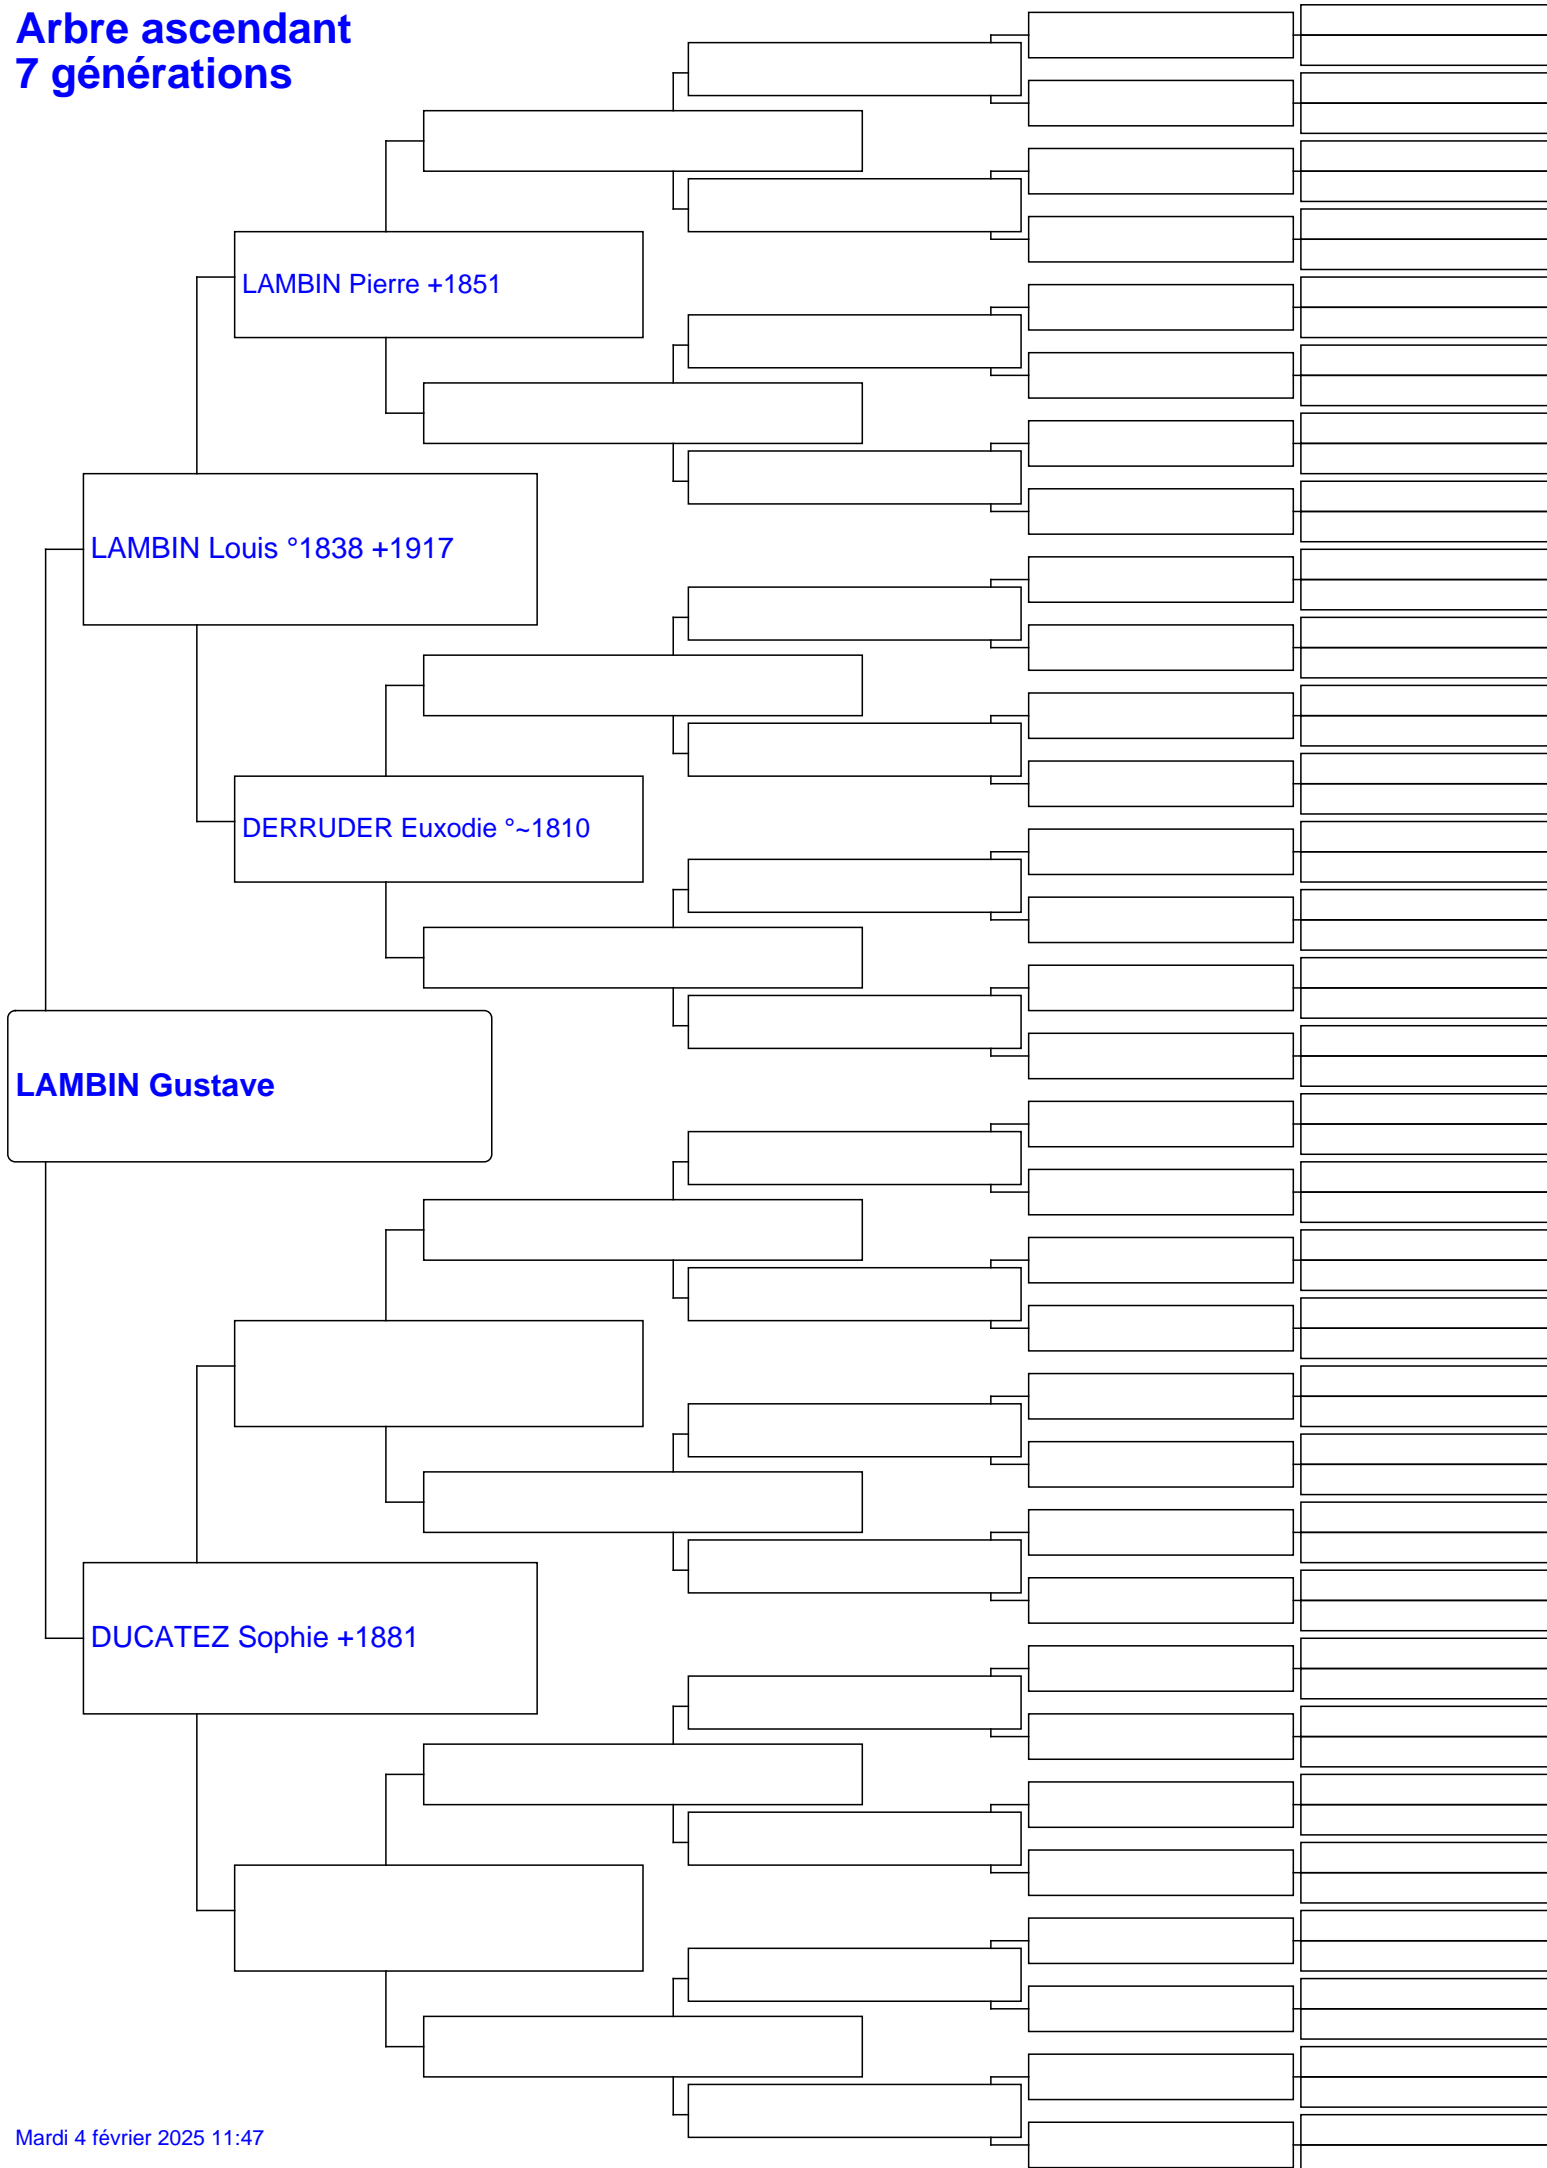 Arbre ascendant
7 générations
LAMBIN Pierre +1851
LAMBIN Louis °1838 +1917
DERRUDER Euxodie °~1810
LAMBIN Gustave
DUCATEZ Sophie +1881
Mardi 4 février 2025 11:47